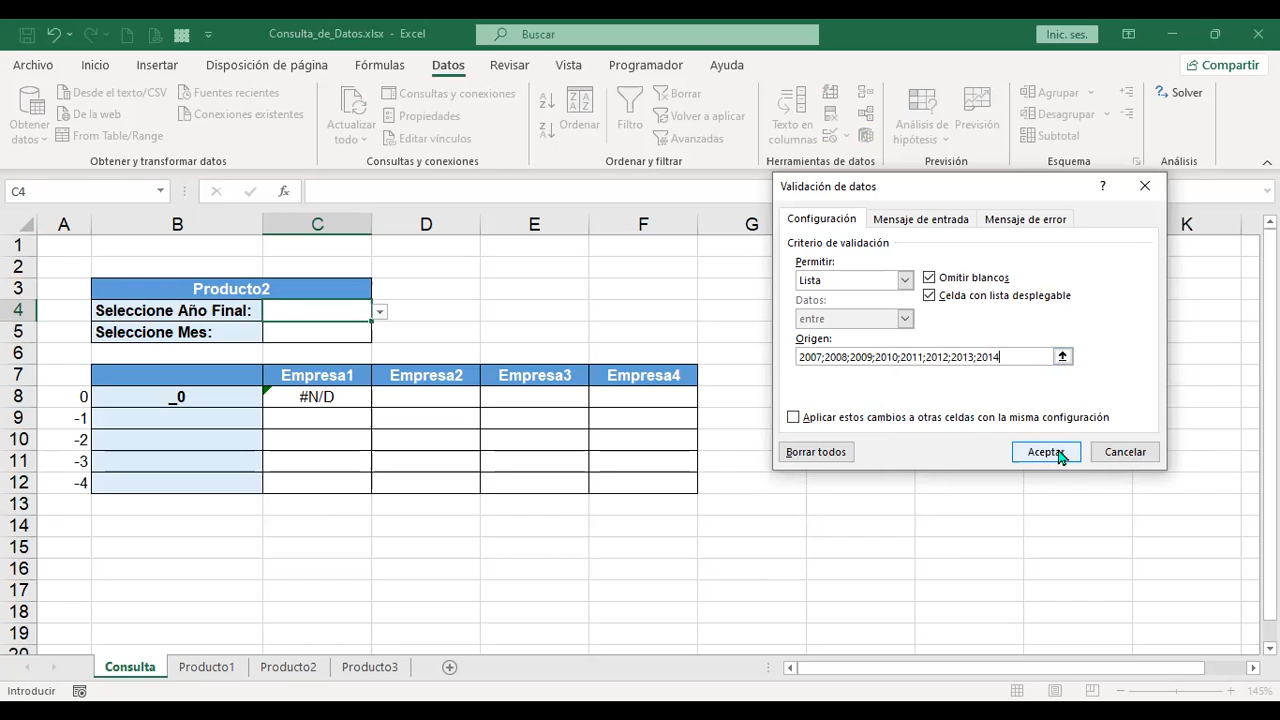 Consulta_de_Datos.xlsx - Excel
Buscar
Inic. ses.
Archivo Inicio Insertar Disposición de página Fórmulas Datos Revisar Vista Programador Ayuda
Compartir
Obtener datos
Desde el texto/CSV
De la web
From Table/Range
Fuentes recientes
Conexiones existentes
Obtener y transformar datos
Actualizar todo
Consultas y conexiones
Propiedades
Editar vínculos
Consultas y conexiones
Ordenar
Filtro
Borrar
Volver a aplicar
Avanzadas
Ordenar y filtrar
Texto en columnas
Herramientas de datos
Análisis de hipótesis
Previsión
Previsión
Agrupar
Desagrupar
Subtotal
Esquema
Solver
Análisis
C4
fx
A B C D E F G K
1
2
3 Producto2
4 Seleccione Año Final:
5 Seleccione Mes:
6
7 Empresa1 Empresa2 Empresa3 Empresa4
8 0 _0 #N/D
9 -1
10 -2
11 -3
12 -4
13
14
15
16
17
18
19
20
Validación de datos
?
Configuración Mensaje de entrada Mensaje de error
Criterio de validación
Permitir:
Lista
Omitir blancos
Celda con lista desplegable
Datos:
entre
Origen:
2007;2008;2009;2010;2011;2012;2013;2014
Aplicar estos cambios a otras celdas con la misma configuración
Borrar todos Aceptar Cancelar
Consulta Producto1 Producto2 Producto3
Introducir
145%